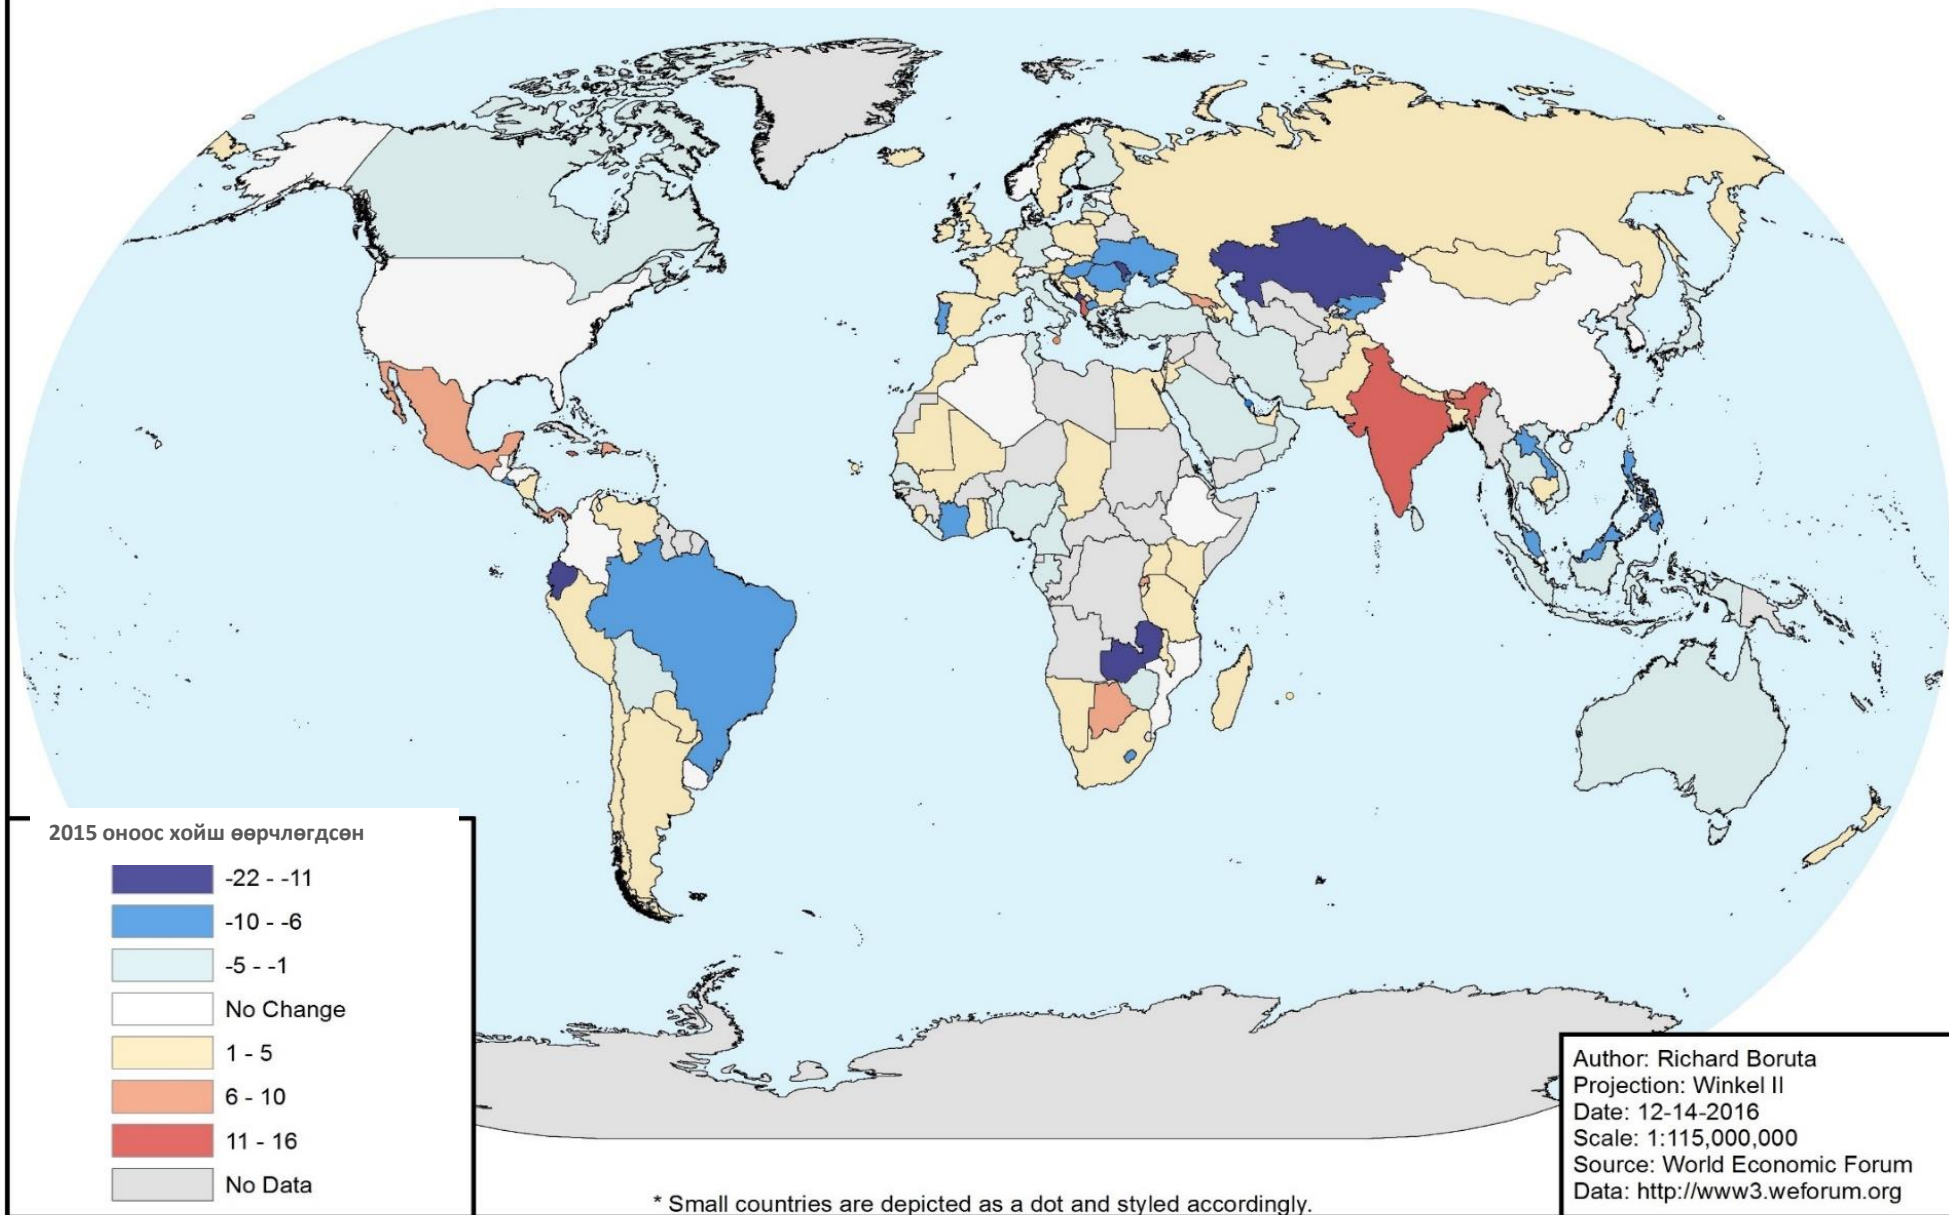 2015 оноос хойш өөрчлөгдсөн
-22 - -11
-10 - -6
-5 - -1
No Change
1 - 5
6 - 10
11 - 16
No Data
* Small countries are depicted as a dot and styled accordingly.
Author: Richard Boruta
Projection: Winkel II
Date: 12-14-2016
Scale: 1:115,000,000
Source: World Economic Forum
Data: http://www3.weforum.org